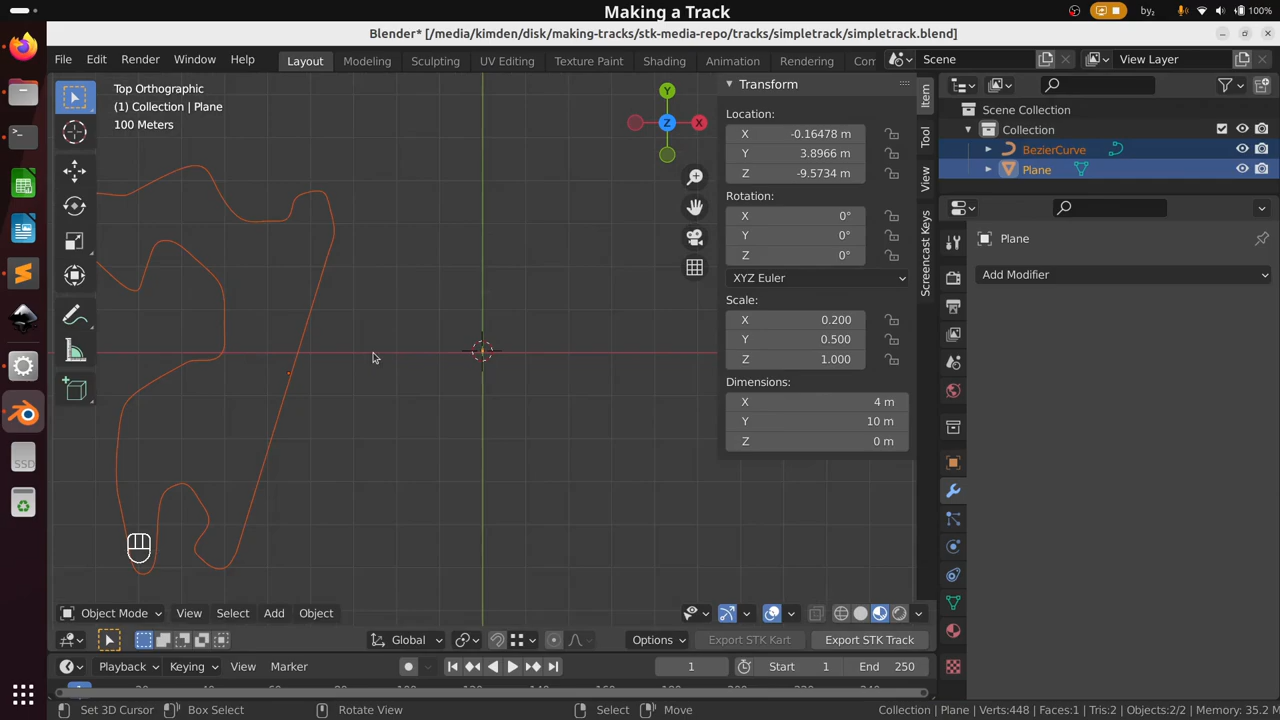 Making a Track
by₂
100%
Blender* [/media/kimden/disk/making-tracks/stk-media-repo/tracks/simpletrack/simpletrack.blend]
File Edit Render Window Help Layout Modeling Sculpting UV Editing Texture Paint Shading Animation Rendering Com Scene View Layer
Top Orthographic
(1) Collection | Plane
100 Meters
Y
X
Z
Transform
Location:
X -0.16478 m
Y 3.8966 m
Z -9.5734 m
Rotation:
X 0°
Y 0°
Z 0°
XYZ Euler
Scale:
X 0.200
Y 0.500
Z 1.000
Dimensions:
X 4 m
Y 10 m
Z 0 m
Item
Tool
View
Screencast Keys
Scene Collection
Collection
BezierCurve
Plane
Plane
Add Modifier
SSD
Object Mode View Select Add Object
Global Options Export STK Kart Export STK Track
Playback Keying View Marker 1 Start 1 End 250
Set 3D Cursor Box Select Rotate View Select Move Collection | Plane | Verts:448 | Faces:1 | Tris:2 | Objects:2/2 | Memory: 35.2 M